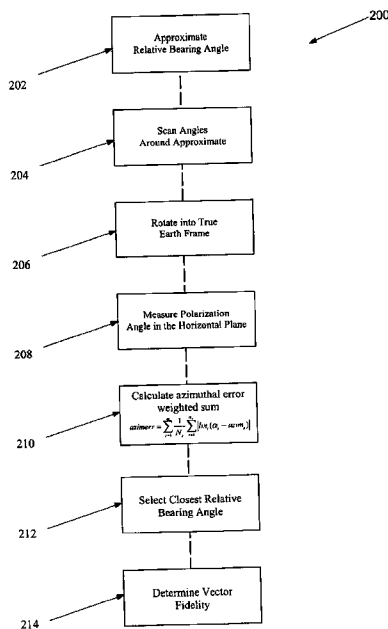 200
Approximate
Relative Bearing Angle
202
Scan Angles
Around Approximate
204
Rotate into True
Earth Frame
206
Measure Polarization
Angle in the Horizontal Plane
208
Calculate azimuthal error
weighted sum
azimerr = ∑ 1/N ∑
210
Select Closest Relative
Bearing Angle
212
Determine Vector
Fidelity
214